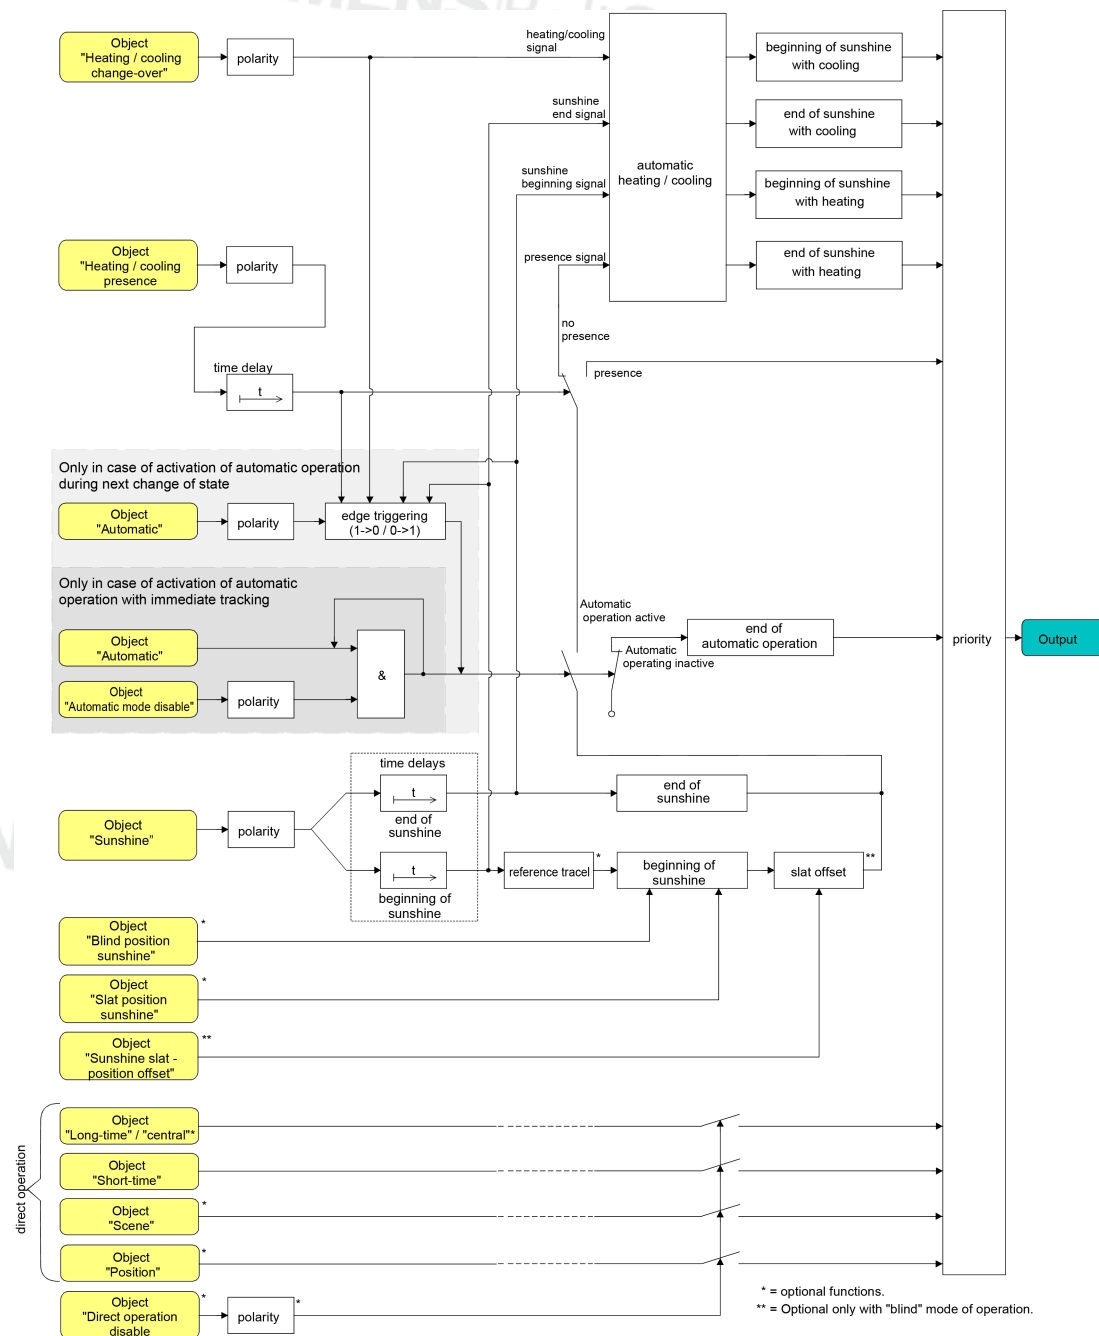 Object
"Heating / cooling
change-over"
polarity
heating/cooling
signal
sunshine
end signal
sunshine
beginning signal
presence signal
automatic
heating / cooling
beginning of sunshine
with cooling
end of sunshine
with cooling
beginning of sunshine
with heating
end of sunshine
with heating
Object
"Heating / cooling
presence
polarity
no
presence
presence
time delay
t
Only in case of activation of automatic operation
during next change of state
Object
"Automatic"
polarity
edge triggering
(1->0 / 0->1)
Only in case of activation of automatic
operation with immediate tracking
Object
"Automatic"
Object
"Automatic mode disable"
polarity
&
Automatic
operation active
Automatic
operating inactive
end of
automatic operation
priority
Output
time delays
t
end of
sunshine
t
beginning of
sunshine
Object
"Sunshine"
polarity
end of
sunshine
reference tracel
*
beginning of
sunshine
slat offset
**
Object
"Blind position
sunshine"
*
Object
"Slat position
sunshine"
*
Object
"Sunshine slat -
position offset"
**
direct operation
Object
"Long-time" / "central"*
Object
"Short-time"
Object
"Scene"
*
Object
"Position"
*
Object
"Direct operation
disable
*
polarity
*
* = optional functions.
** = Optional only with "blind" mode of operation.